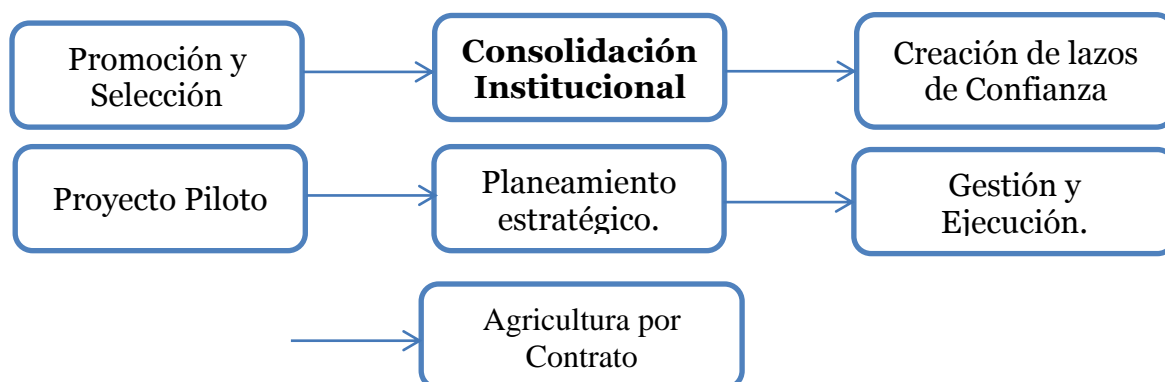 Promoción y
Selección
Consolidación
Institucional
Creación de lazos
de Confianza
Proyecto Piloto
Planeamiento
estratégico.
Gestión y
Ejecución.
Agricultura por
Contrato